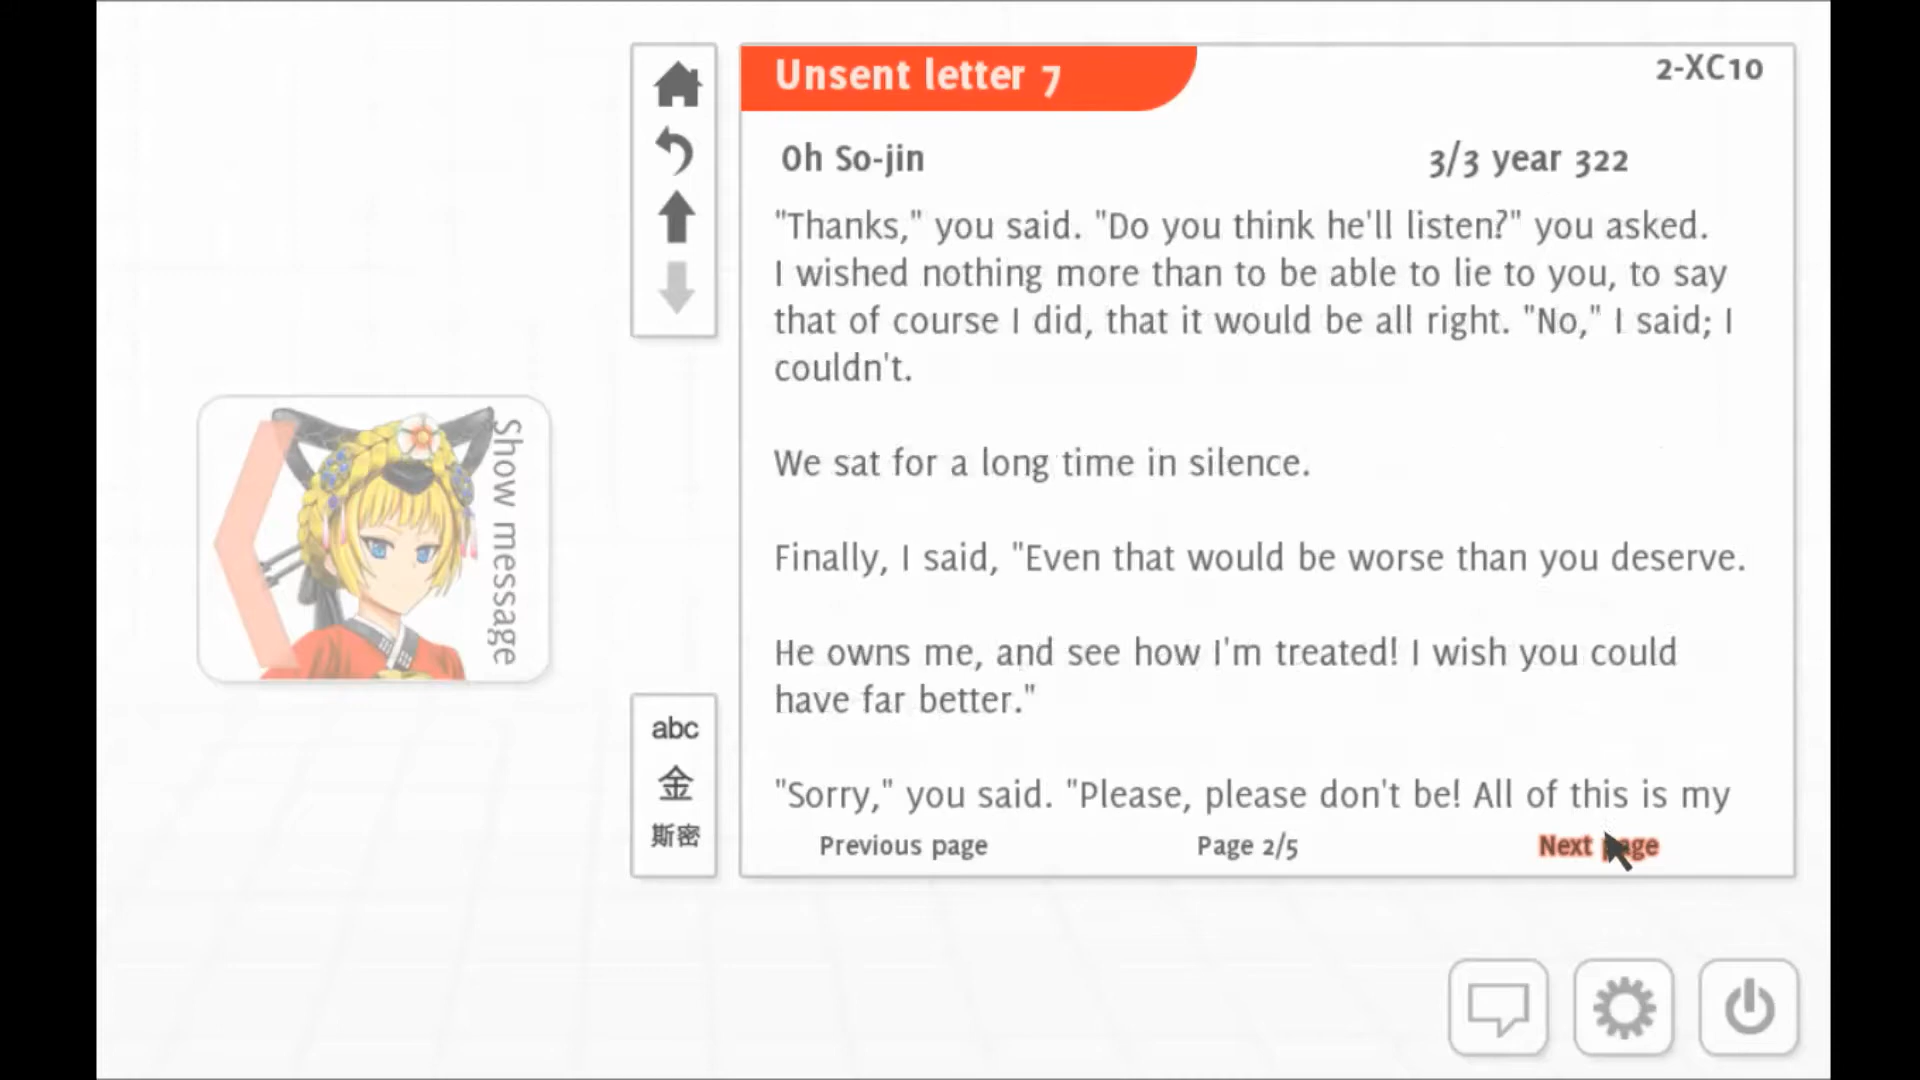 Unsent letter 7
2-XC10
Oh So-jin
3/3 year 322
"Thanks," you said. "Do you think he'll listen?" you asked.
I wished nothing more than to be able to lie to you, to say
that of course I did, that it would be all right. "No," I said; I
couldn't.
We sat for a long time in silence.
Finally, I said, "Even that would be worse than you deserve.
He owns me, and see how I'm treated! I wish you could
have far better."
"Sorry," you said. "Please, please don't be! All of this is my
Previous page
Page 2/5
Next page
Show message
abc
金
斯密